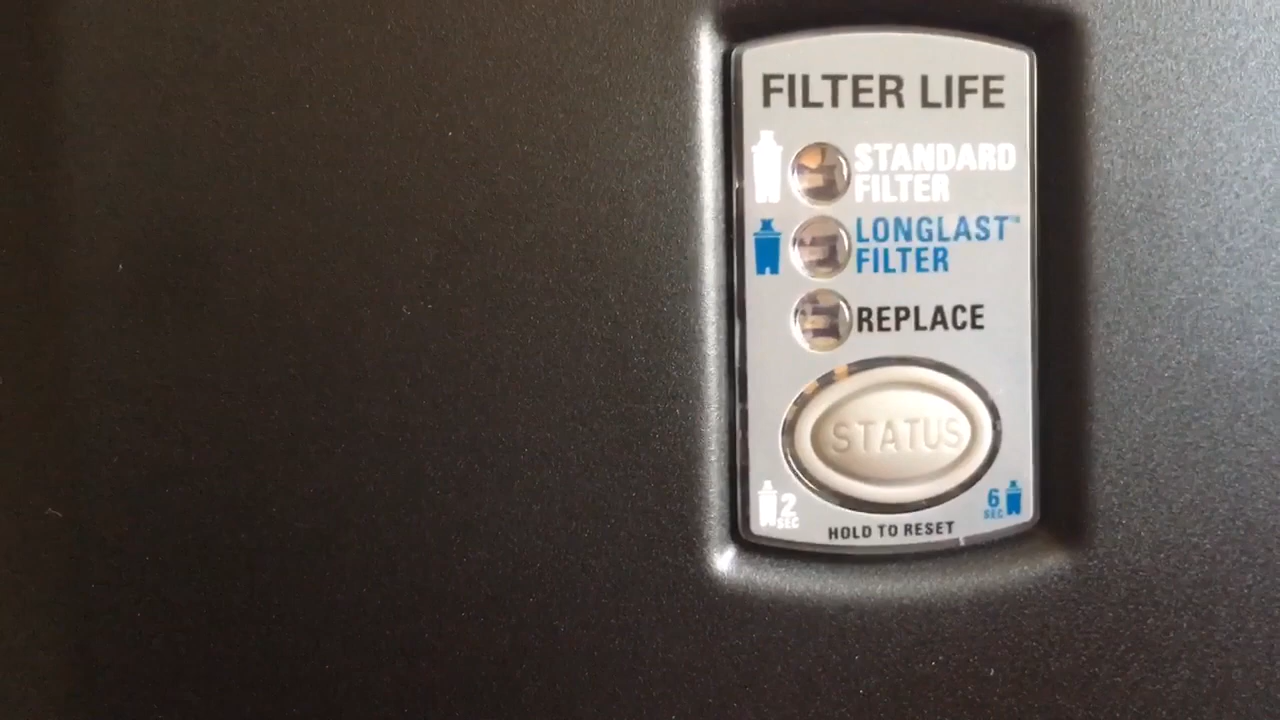 FILTER LIFE
STANDARD
FILTER
LONGLAST™
FILTER
REPLACE
STATUS
2
SEC
6
SEC
HOLD TO RESET